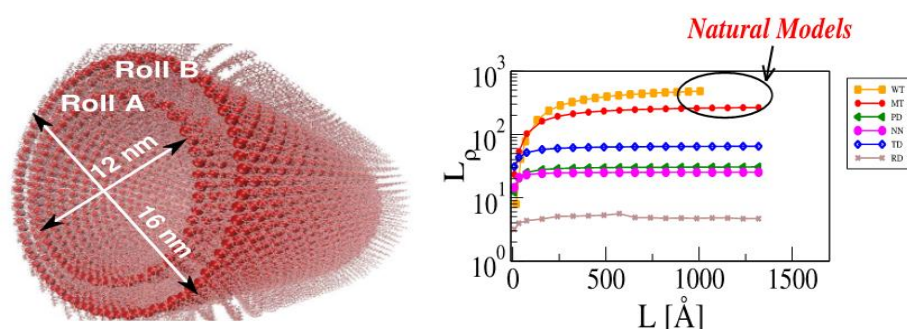 Roll B
Roll A
12 nm
16 nm
Natural Models
10³
10²
10¹
10⁰
Lρ
0
500
1000
1500
L [Å]
WT
MT
PD
NN
TD
RD